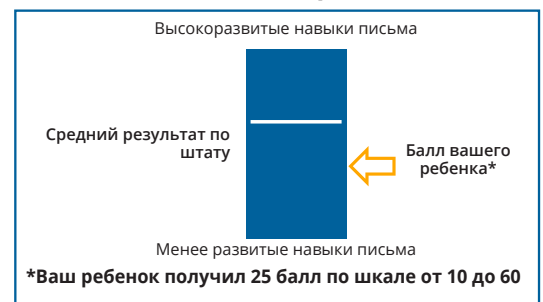 Высокоразвитые навыки письма
Средний результат по
штату
Балл вашего
ребенка*
Менее развитые навыки письма
*Ваш ребенок получил 25 балл по шкале от 10 до 60